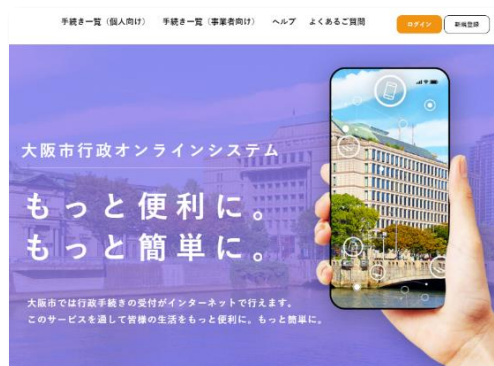 手続き一覧（個人向け） 手続き一覧（事業者向け） ヘルプ よくあるご質問 ログイン 新規登録
大阪市行政オンラインシステム
もっと便利に。
もっと簡単に。
大阪市では行政手続きの受付がインターネットで行えます。
このサービスを通して皆様の生活をもっと便利に。もっと簡単に。